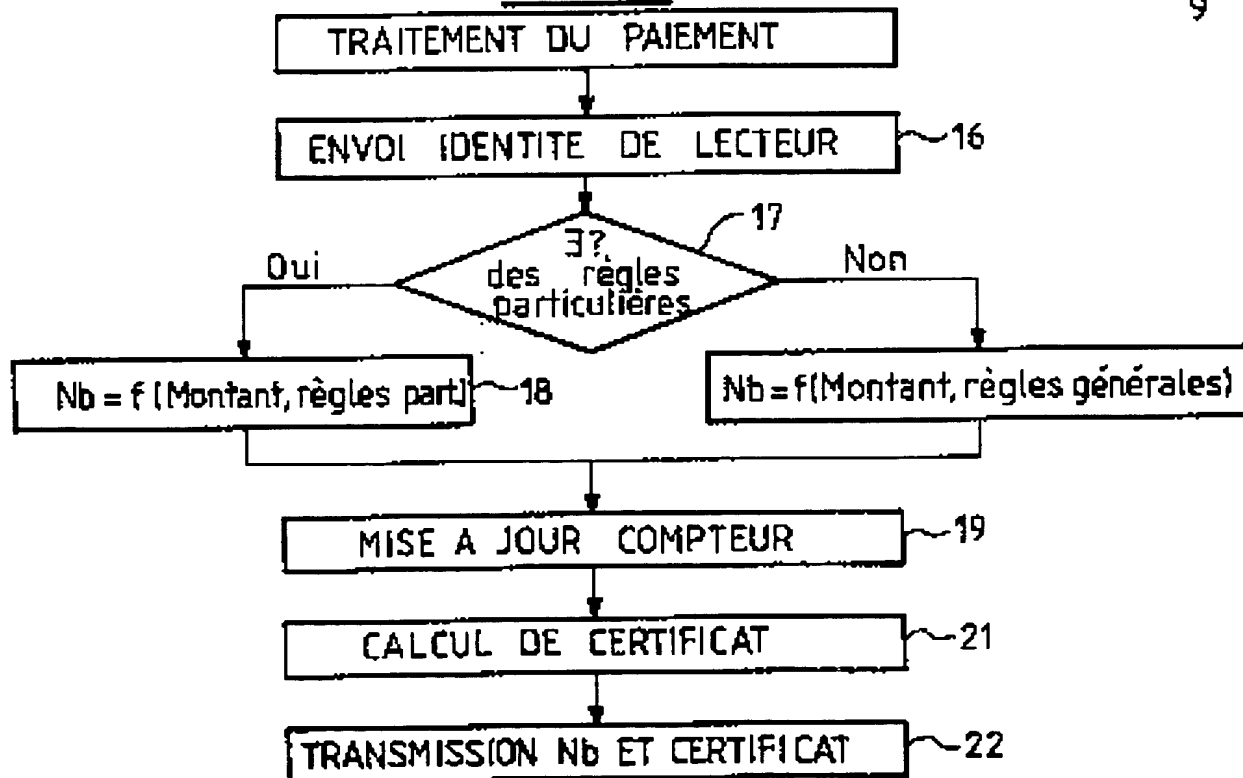 9
TRAITEMENT DU PAIEMENT
ENVOI IDENTITE DE LECTEUR
16
17
∃?
des règles
particulières
Oui
Non
Nb = f (Montant, règles part.)
18
Nb = f(Montant, règles générales)
MISE A JOUR COMPTEUR
19
CALCUL DE CERTIFICAT
21
TRANSMISSION Nb ET CERTIFICAT
22